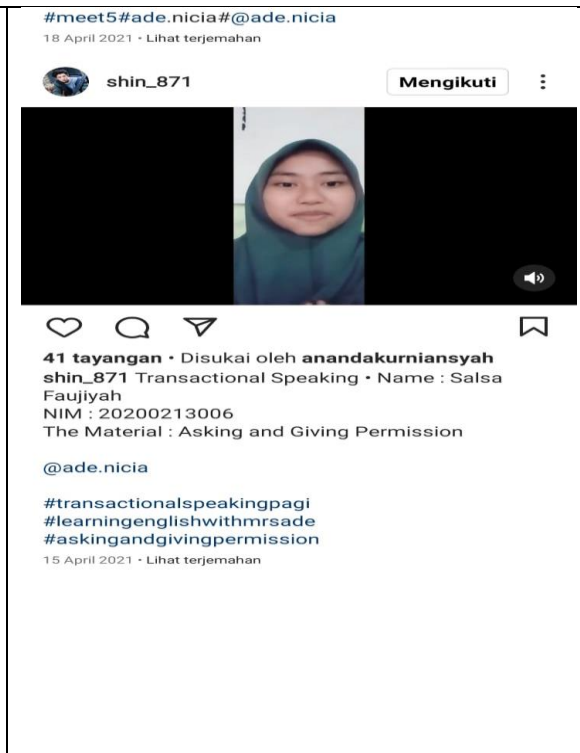 #meet5#ade.nicia#@ade.nicia
18 April 2021 • Lihat terjemahan
shin_871
Mengikuti
41 tayangan • Disukai oleh anandakurniansyah
shin_871 Transactional Speaking • Name : Salsa
Faujiyah
NIM : 20200213006
The Material : Asking and Giving Permission
@ade.nicia
#transactionalspeakingpagi
#learningenglishwithmrsade
#askingandgivingpermission
15 April 2021 • Lihat terjemahan